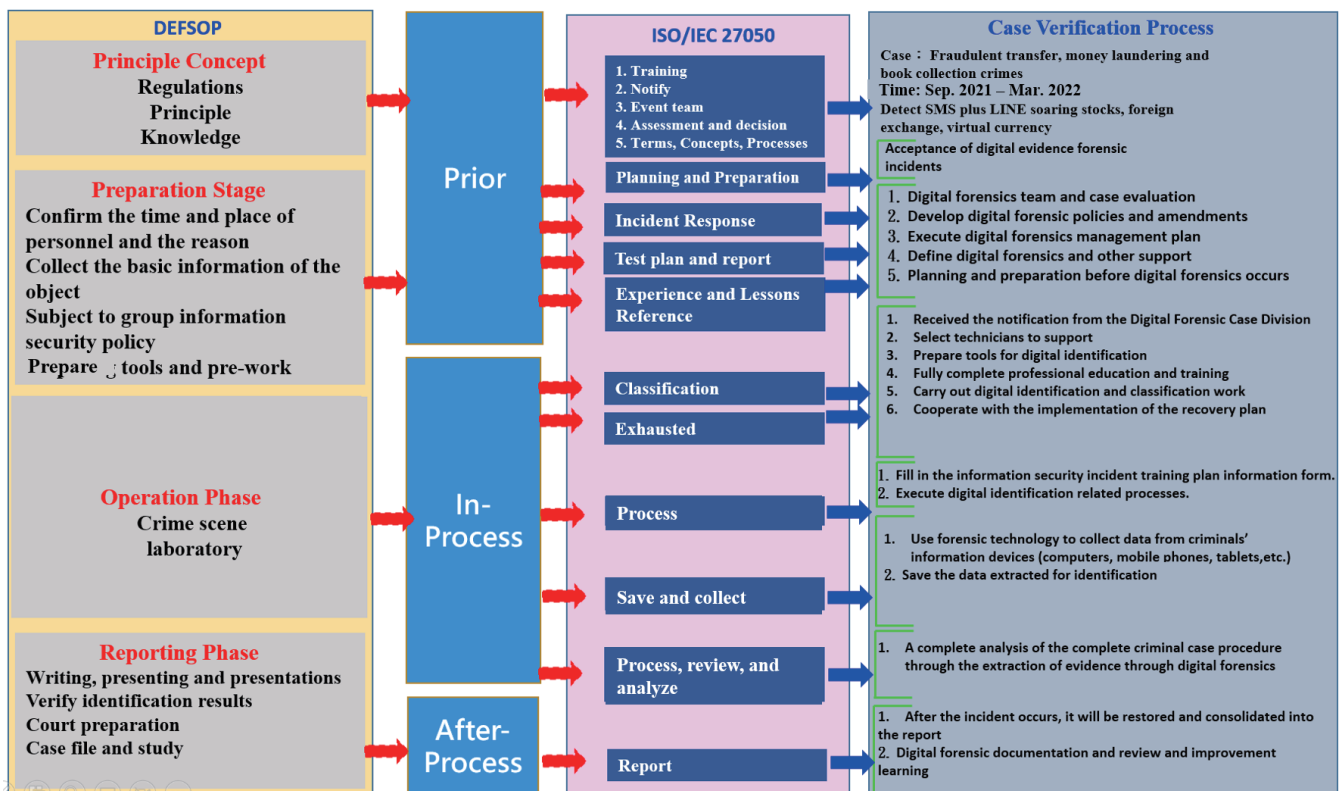 DEFSOP
Principle Concept
Regulations
Principle
Knowledge
Preparation Stage
Confirm the time and place of
personnel and the reason
Collect the basic information of the
object
Subject to group information
security policy
Prepare tools and pre-work
Operation Phase
Crime scene
laboratory
Reporting Phase
Writing, presenting and presentations
Verify identification results
Court preparation
Case file and study
Prior
In-
Process
After-
Process
ISO/IEC 27050
1. Training
2. Notify
3. Event team
4. Assessment and decision
5. Terms, Concepts, Processes
Planning and Preparation
Incident Response
Test plan and report
Experience and Lessons
Reference
Classification
Exhausted
Process
Save and collect
Process, review, and
analyze
Report
Case Verification Process
Case： Fraudulent transfer, money laundering and
book collection crimes
Time: Sep. 2021 – Mar. 2022
Detect SMS plus LINE soaring stocks, foreign
exchange, virtual currency
Acceptance of digital evidence forensic
incidents
1. Digital forensics team and case evaluation
2. Develop digital forensic policies and amendments
3. Execute digital forensics management plan
4. Define digital forensics and other support
5. Planning and preparation before digital forensics occurs
1. Received the notification from the Digital Forensic Case Division
2. Select technicians to support
3. Prepare tools for digital identification
4. Fully complete professional education and training
5. Carry out digital identification and classification work
6. Cooperate with the implementation of the recovery plan
1. Fill in the information security incident training plan information form.
2. Execute digital identification related processes.
1. Use forensic technology to collect data from criminals'
information devices (computers, mobile phones, tablets,etc.)
2. Save the data extracted for identification
1. A complete analysis of the complete criminal case procedure
through the extraction of evidence through digital forensics
1. After the incident occurs, it will be restored and consolidated into
the report
2. Digital forensic documentation and review and improvement
learning